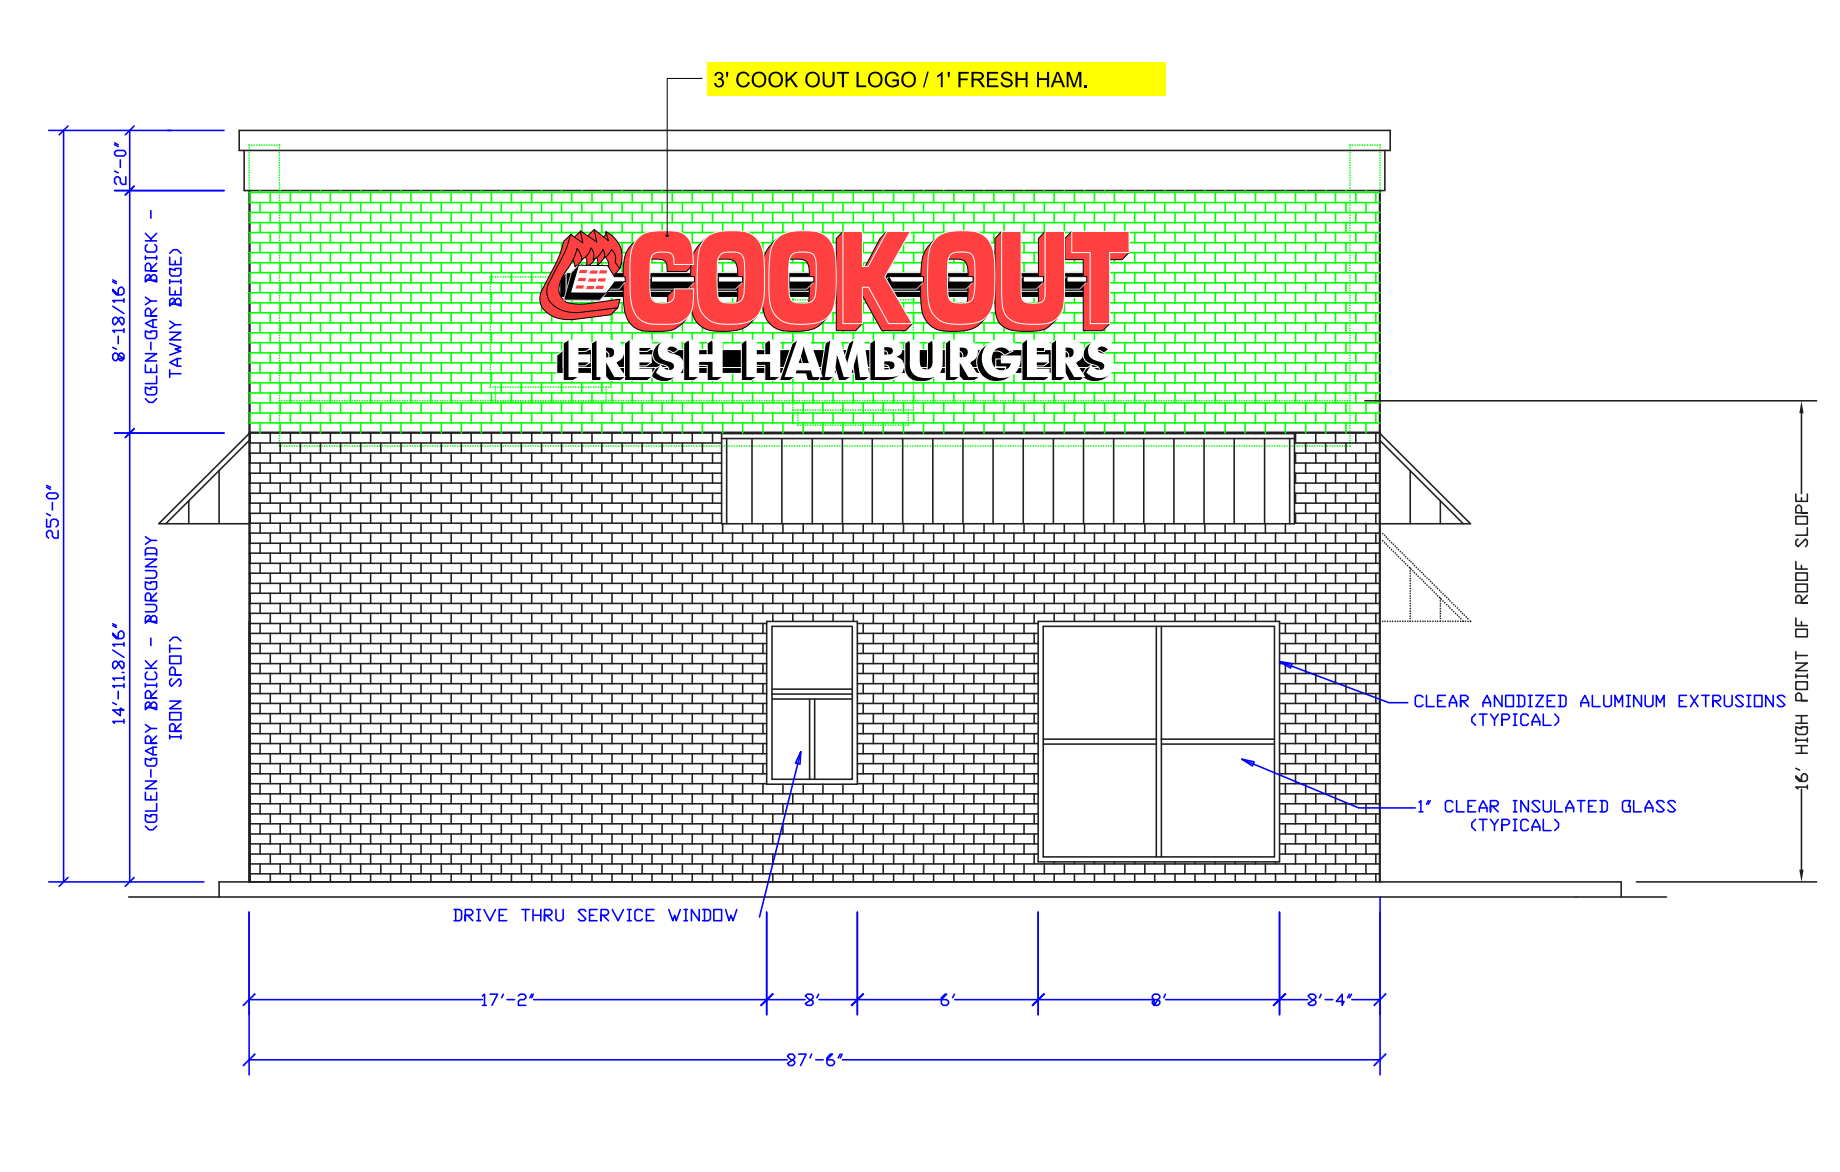 3' COOK OUT LOGO / 1' FRESH HAM.
2'-0"
8'-18/16"
(GLEN-GARY BRICK -
TAWNY BEIGE)
COOK OUT
FRESH HAMBURGERS
25'-0"
14'-11.8/16"
(GLEN-GARY BRICK - BURGUNDY
IRON SPOT)
16' HIGH POINT OF ROOF SLOPE
CLEAR ANODIZED ALUMINUM EXTRUSIONS
(TYPICAL)
1" CLEAR INSULATED GLASS
(TYPICAL)
DRIVE THRU SERVICE WINDOW
17'-2"
8'
6'
8'
8'-4"
87'-6"